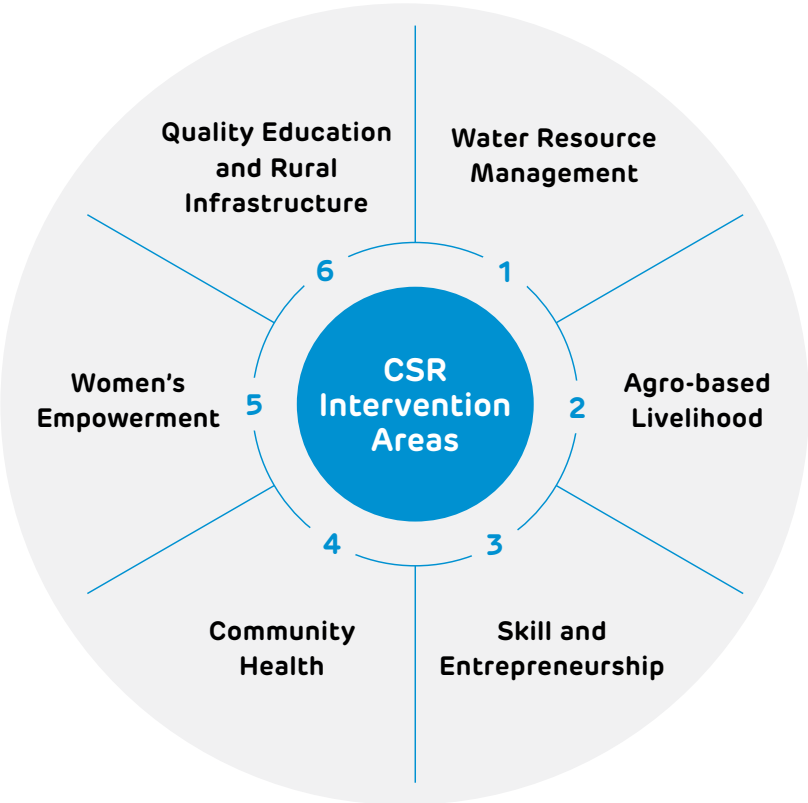 CSR
Intervention
Areas
1
Water Resource
Management
2
Agro-based
Livelihood
3
Skill and
Entrepreneurship
4
Community
Health
5
Women's
Empowerment
6
Quality Education
and Rural
Infrastructure